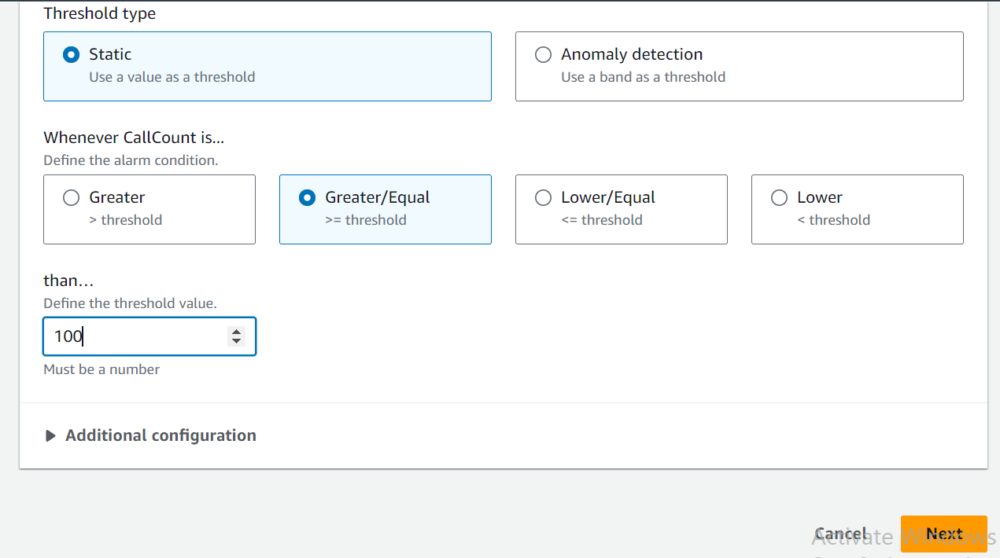 Threshold type
Static
Use a value as a threshold
Anomaly detection
Use a band as a threshold
Whenever CallCount is...
Define the alarm condition.
Greater
> threshold
Greater/Equal
>= threshold
Lower/Equal
<= threshold
Lower
< threshold
than...
Define the threshold value.
100
Must be a number
Additional configuration
Cancel
Next
Activate Windows